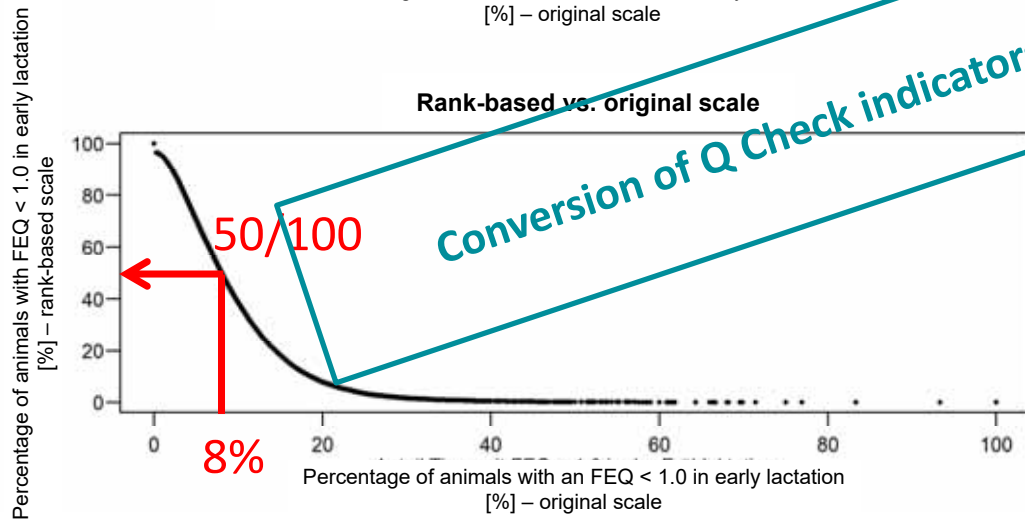 [%] – original scale
Rank-based vs. original scale
Conversion of Q Check indicator
Percentage of animals with FEQ < 1.0 in early lactation
[%] – rank-based scale
100
80
60
40
20
0
50/100
0
20
40
60
80
100
8%
Percentage of animals with an FEQ < 1.0 in early lactation
[%] – original scale